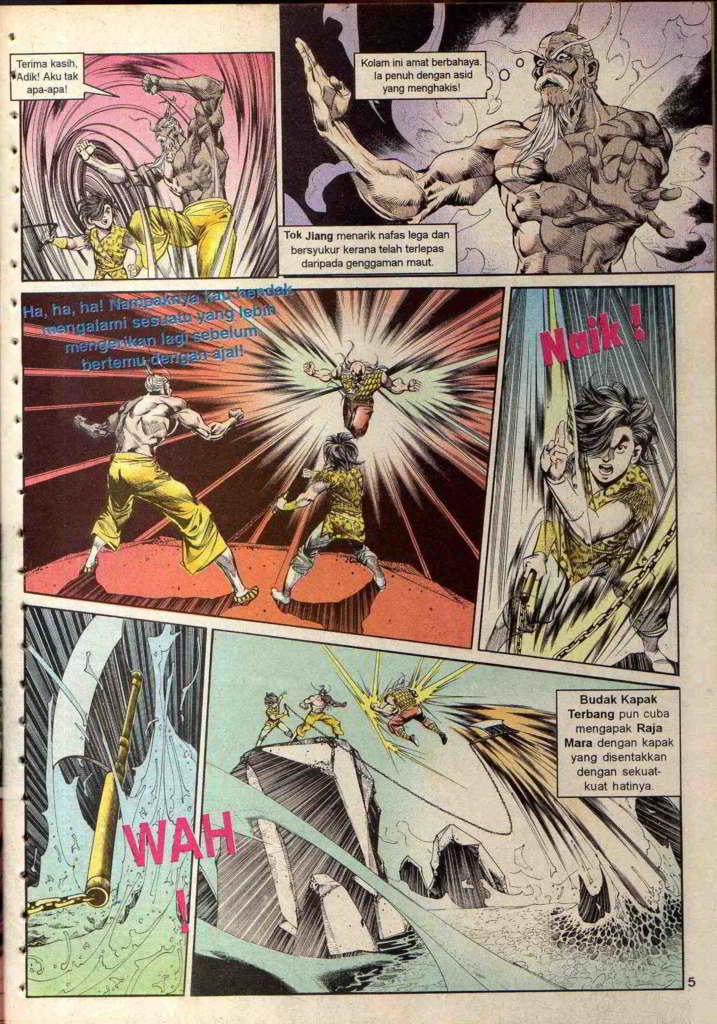 Terima kasih,
Adik! Aku tak
apa-apa!
Kolam ini amat berbahaya.
Ia penuh dengan asid
yang menghakis!
Tok Jiang menarik nafas lega dan
bersyukur kerana telah terlepas
daripada genggaman maut.
Ha, ha, ha! Nampaknya kau hendak
mengalami sesuatu yang lebih
mengerikan lagi sebelum
bertemu dengan ajal!
Naik!
WAH
!
Budak Kapak
Terbang pun cuba
mengapak Raja
Mara dengan kapak
yang disentakkan
dengan sekuat-
kuat hatinya.
5